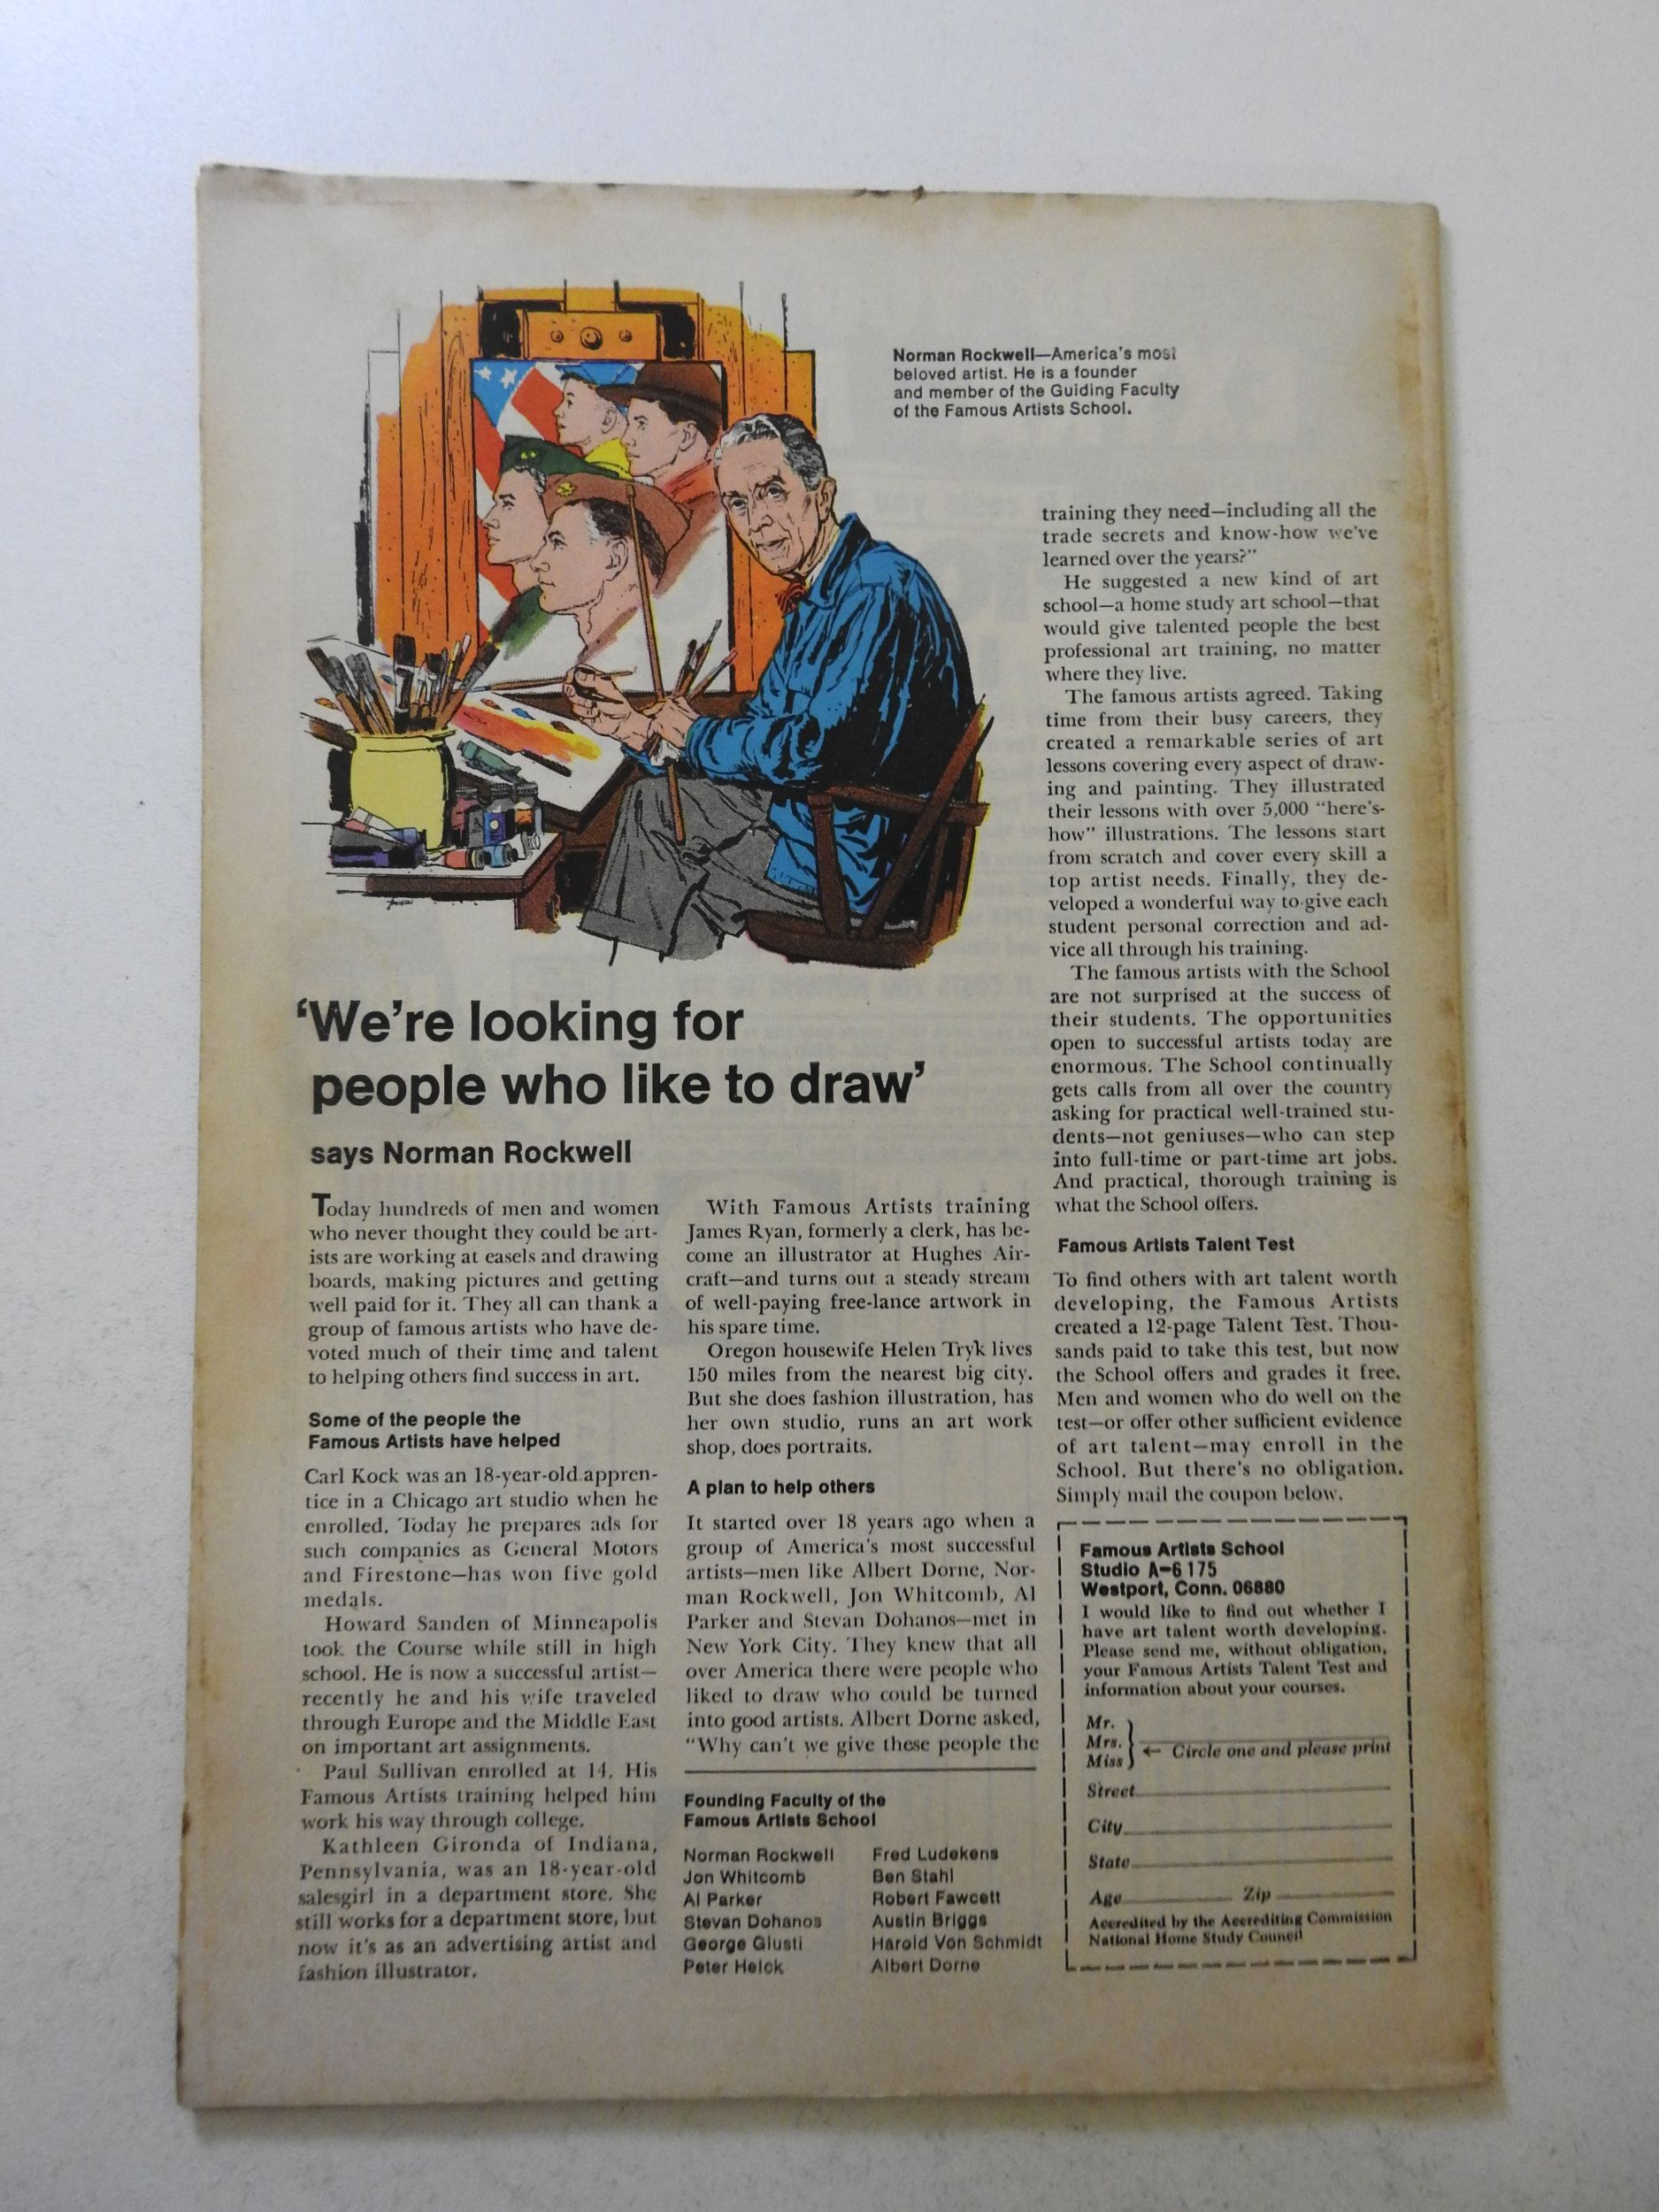 Norman Rockwell—America's most
beloved artist. He is a founder
and member of the Guiding Faculty
of the Famous Artists School.
'We're looking for
people who like to draw'
says Norman Rockwell
Today hundreds of men and women
who never thought they could be art-
ists are working at easels and drawing
boards, making pictures and getting
well paid for it. They all can thank a
group of famous artists who have de-
voted much of their time and talent
to helping others find success in art.
Some of the people the
Famous Artists have helped
Carl Kock was an 18-year-old appren-
tice in a Chicago art studio when he
enrolled. Today he prepares ads for
such companies as General Motors
and Firestone—has won five gold
medals.
Howard Sanden of Minneapolis
took the Course while still in high
school. He is now a successful artist—
recently he and his wife traveled
through Europe and the Middle East
on important art assignments.
Paul Sullivan enrolled at 14. His
Famous Artists training helped him
work his way through college.
Kathleen Gironda of Indiana,
Pennsylvania, was an 18-year-old
salesgirl in a department store. She
still works for a department store, but
now it's as an advertising artist and
fashion illustrator.
With Famous Artists training
James Ryan, formerly a clerk, has be-
come an illustrator at Hughes Air-
craft—and turns out a steady stream
of well-paying free-lance artwork in
his spare time.
Oregon housewife Helen Tryk lives
150 miles from the nearest big city.
But she does fashion illustration, has
her own studio, runs an art work
shop, does portraits.
A plan to help others
It started over 18 years ago when a
group of America's most successful
artists—men like Albert Dorne, Nor-
man Rockwell, Jon Whitcomb, Al
Parker and Stevan Dohanos—met in
New York City. They knew that all
over America there were people who
liked to draw who could be turned
into good artists. Albert Dorne asked,
"Why can't we give these people the
Founding Faculty of the
Famous Artists School
Norman Rockwell
Jon Whitcomb
Al Parker
Stevan Dohanos
George Giusti
Peter Helck
Fred Ludekens
Ben Stahl
Robert Fawcett
Austin Briggs
Harold Von Schmidt
Albert Dorne
training they need—including all the
trade secrets and know-how we've
learned over the years?"
He suggested a new kind of art
school—a home study art school—that
would give talented people the best
professional art training, no matter
where they live.
The famous artists agreed. Taking
time from their busy careers, they
created a remarkable series of art
lessons covering every aspect of draw-
ing and painting. They illustrated
their lessons with over 5,000 "here's-
how" illustrations. The lessons start
from scratch and cover every skill a
top artist needs. Finally, they de-
veloped a wonderful way to give each
student personal correction and ad-
vice all through his training.
The famous artists with the School
are not surprised at the success of
their students. The opportunities
open to successful artists today are
enormous. The School continually
gets calls from all over the country
asking for practical well-trained stu-
dents—not geniuses—who can step
into full-time or part-time art jobs.
And practical, thorough training is
what the School offers.
Famous Artists Talent Test
To find others with art talent worth
developing, the Famous Artists
created a 12-page Talent Test. Thou-
sands paid to take this test, but now
the School offers and grades it free.
Men and women who do well on the
test—or offer other sufficient evidence
of art talent—may enroll in the
School. But there's no obligation.
Simply mail the coupon below.
Famous Artists School
Studio A-6175
Westport, Conn. 06880
I would like to find out whether I
have art talent worth developing.
Please send me, without obligation,
your Famous Artists Talent Test and
information about your courses.
Mr.
Mrs.
Miss
← Circle one and please print
Street
City
State
Age Zip
Accredited by the Accrediting Commission
National Home Study Council